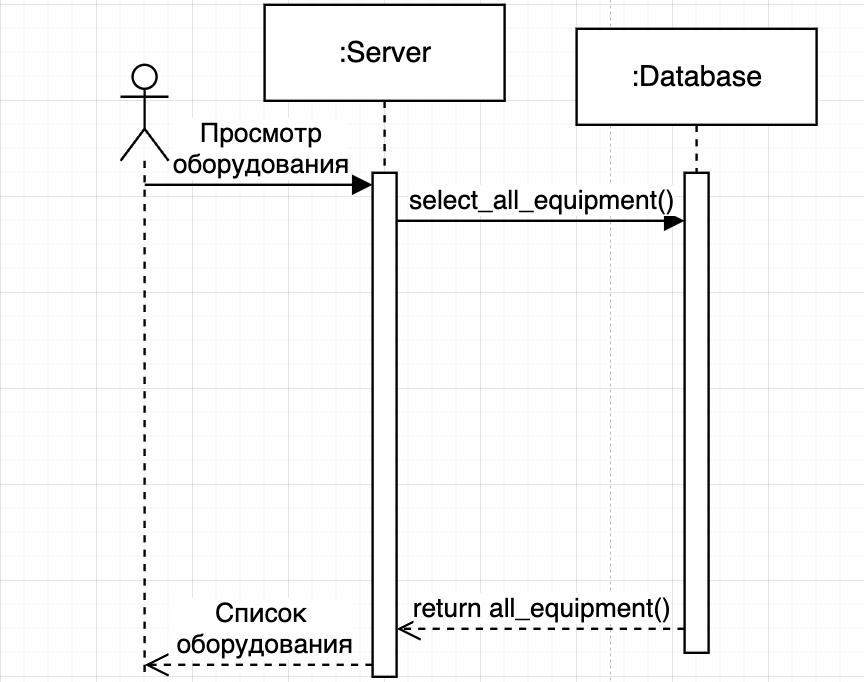 :Server
:Database
Просмотр
оборудования
select_all_equipment()
return all_equipment()
Список
оборудования